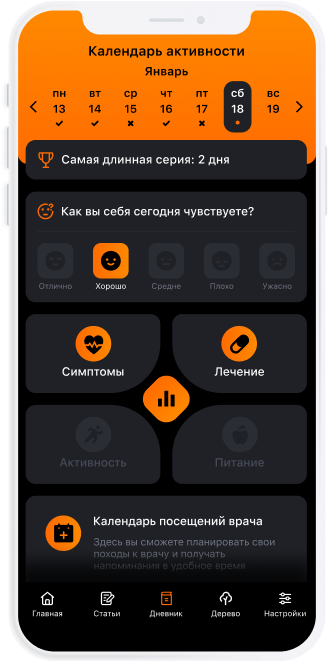 Календарь активности
Январь
пн вт ср чт пт сб вс
13 14 15 16 17 18 19
Самая длинная серия: 2 дня
Как вы себя сегодня чувствуете?
Отлично Хорошо Средне Плохо Ужасно
Симптомы Лечение
Активность Питание
Календарь посещений врача
Здесь вы сможете планировать свои
походы к врачу и получать
напоминания в удобное время
Главная Статьи Дневник Дерево Настройки